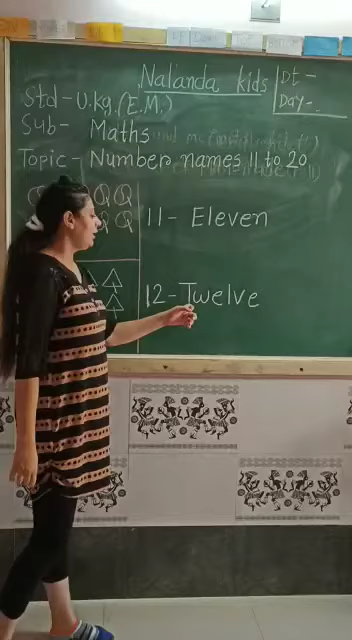 Nalanda kids
Dt -
Day -
Std - U.kg. (E.M.)
Sub - Maths
Topic - Number names 11 to 20
11 - Eleven
12 - Twelve